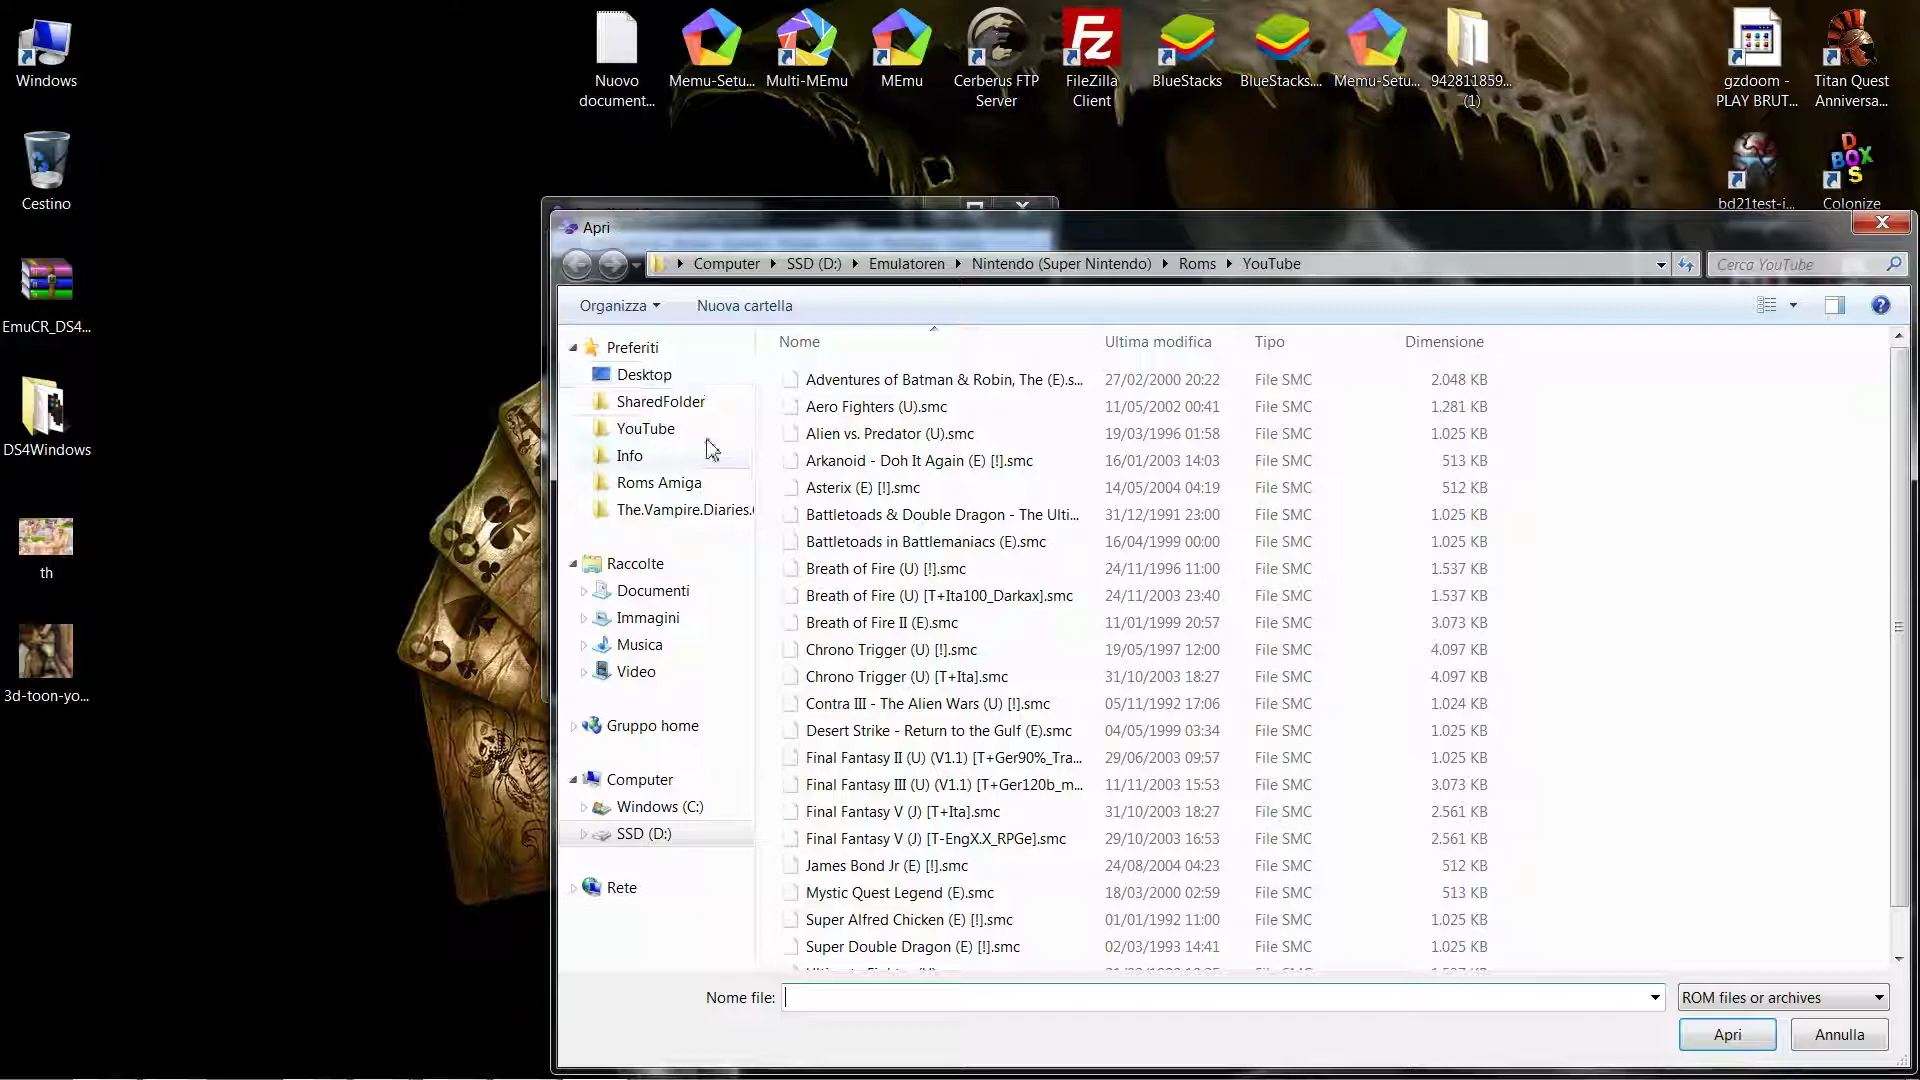 Windows
Cestino
EmuCR_DS4...
DS4Windows
th
3d-toon-yo...
Nuovo
document...
Memu-Setu...
Multi-MEmu
MEmu
Cerberus FTP
Server
FileZilla
Client
BlueStacks
BlueStacks...
Memu-Setu...
942811859...
(1)
gzdoom -
PLAY BRUT...
Titan Quest
Anniversa...
bd21test-i...
Colonize
Apri
Computer
SSD (D:)
Emulatoren
Nintendo (Super Nintendo)
Roms
YouTube
Cerca YouTube
Organizza
Nuova cartella
Preferiti
Desktop
SharedFolder
YouTube
Info
Roms Amiga
The.Vampire.Diaries.
Raccolte
Documenti
Immagini
Musica
Video
Gruppo home
Computer
Windows (C:)
SSD (D:)
Rete
Nome Ultima modifica Tipo Dimensione
Adventures of Batman & Robin, The (E).s... 27/02/2000 20:22 File SMC 2.048 KB
Aero Fighters (U).smc 11/05/2002 00:41 File SMC 1.281 KB
Alien vs. Predator (U).smc 19/03/1996 01:58 File SMC 1.025 KB
Arkanoid - Doh It Again (E) [!].smc 16/01/2003 14:03 File SMC 513 KB
Asterix (E) [!].smc 14/05/2004 04:19 File SMC 512 KB
Battletoads & Double Dragon - The Ulti... 31/12/1991 23:00 File SMC 1.025 KB
Battletoads in Battlemaniacs (E).smc 16/04/1999 00:00 File SMC 1.025 KB
Breath of Fire (U) [!].smc 24/11/1996 11:00 File SMC 1.537 KB
Breath of Fire (U) [T+Ita100_Darkax].smc 24/11/2003 23:40 File SMC 1.537 KB
Breath of Fire II (E).smc 11/01/1999 20:57 File SMC 3.073 KB
Chrono Trigger (U) [!].smc 19/05/1997 12:00 File SMC 4.097 KB
Chrono Trigger (U) [T+Ita].smc 31/10/2003 18:27 File SMC 4.097 KB
Contra III - The Alien Wars (U) [!].smc 05/11/1992 17:06 File SMC 1.024 KB
Desert Strike - Return to the Gulf (E).smc 04/05/1999 03:34 File SMC 1.025 KB
Final Fantasy II (U) (V1.1) [T+Ger90%_Tra... 29/06/2003 09:57 File SMC 1.025 KB
Final Fantasy III (U) (V1.1) [T+Ger120b_m... 11/11/2003 15:53 File SMC 3.073 KB
Final Fantasy V (J) [T+Ita].smc 31/10/2003 18:27 File SMC 2.561 KB
Final Fantasy V (J) [T-EngX.X_RPGe].smc 29/10/2003 16:53 File SMC 2.561 KB
James Bond Jr (E) [!].smc 24/08/2004 04:23 File SMC 512 KB
Mystic Quest Legend (E).smc 18/03/2000 02:59 File SMC 513 KB
Super Alfred Chicken (E) [!].smc 01/01/1992 11:00 File SMC 1.025 KB
Super Double Dragon (E) [!].smc 02/03/1993 14:41 File SMC 1.025 KB
Nome file:
ROM files or archives
Apri
Annulla